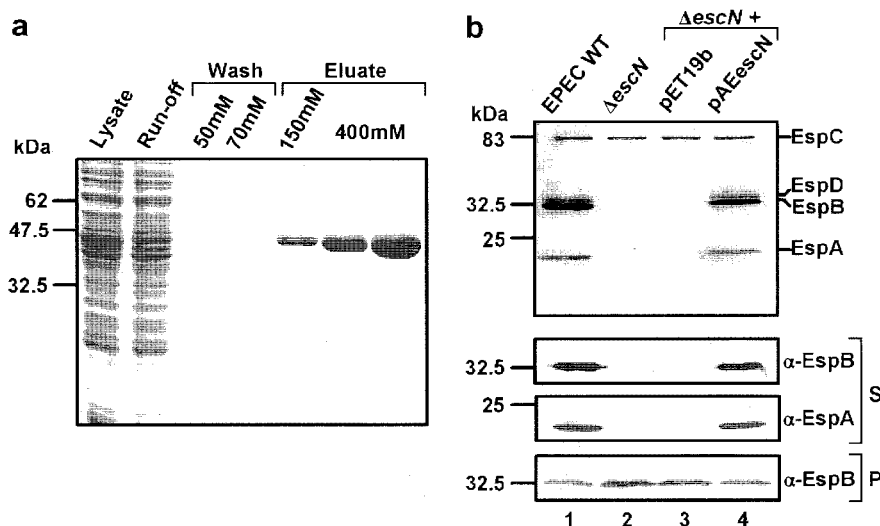 a
Wash
Eluate
Lysate
Run-off
50mM
70mM
150mM
400mM
kDa
62
47.5
32.5
b
ΔescN +
EPEC WT
ΔescN
pET19b
pAEescN
kDa
83
EspC
EspD
32.5
EspB
25
EspA
32.5
α-EspB
S
25
α-EspA
32.5
α-EspB
P
1 2 3 4